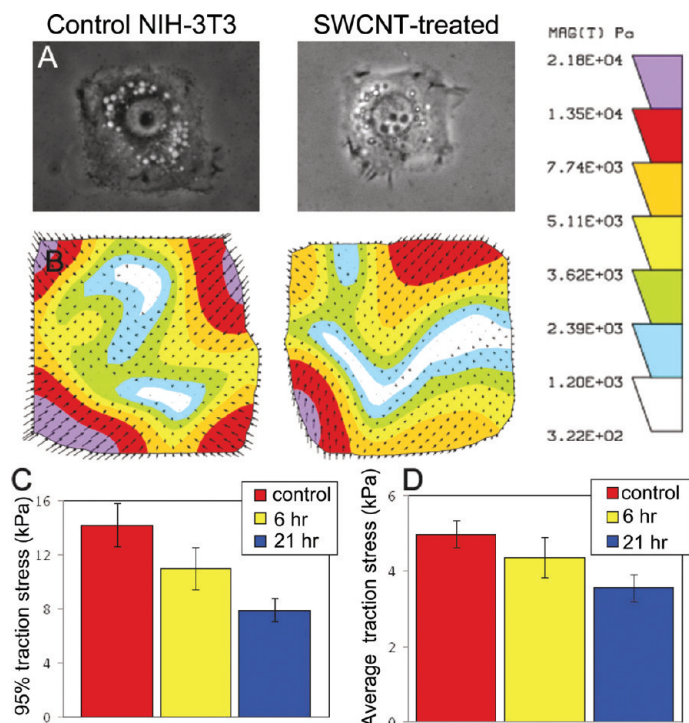 Control NIH-3T3
SWCNT-treated
A
MAG(T) Pa
2.18E+04
1.35E+04
7.74E+03
5.11E+03
3.62E+03
2.39E+03
1.20E+03
3.22E+02
B
C
95% traction stress (kPa)
16
12
8
4
0
control
6 hr
21 hr
D
Average traction stress (kPa)
6
4
2
0
control
6 hr
21 hr